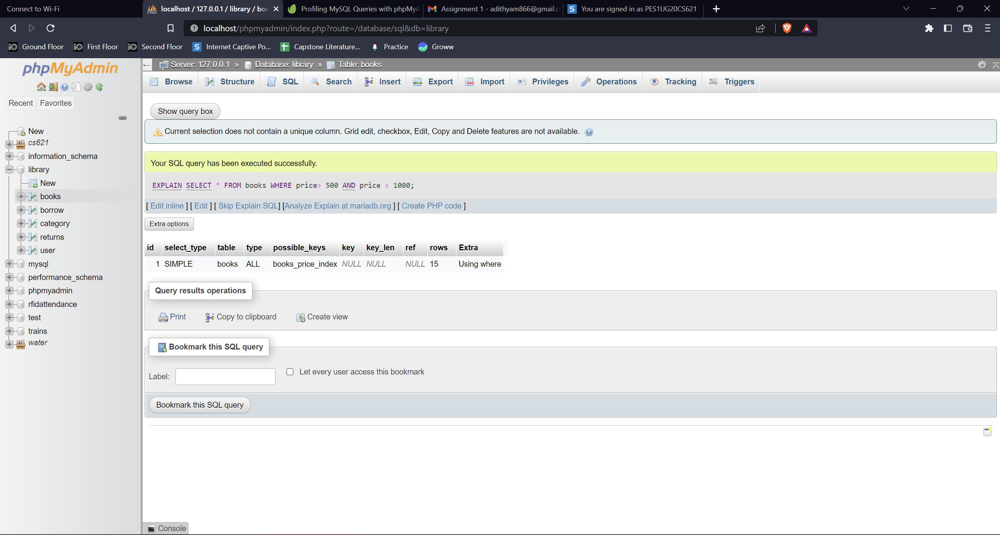 Connect to Wi-Fi
localhost / 127.0.0.1 / library / boo
Profiling MySQL Queries with phpMyA
Assignment 1 - adithyam866@gmail.c
You are signed in as PES1UG20CS621
localhost/phpmyadmin/index.php?route=/database/sql&db=library
Ground Floor
First Floor
Second Floor
Internet Captive Po...
Capstone Literature...
Practice
Groww
phpMyAdmin
Recent
Favorites
New
cs621
information_schema
library
New
books
borrow
category
returns
user
mysql
performance_schema
phpmyadmin
rfidattendance
test
trains
water
Server: 127.0.0.1 » Database: library » Table: books
Browse
Structure
SQL
Search
Insert
Export
Import
Privileges
Operations
Tracking
Triggers
Show query box
Current selection does not contain a unique column. Grid edit, checkbox, Edit, Copy and Delete features are not available.
Your SQL query has been executed successfully.
EXPLAIN SELECT * FROM books WHERE price> 500 AND price < 1000;
[ Edit inline ] [ Edit ] [ Skip Explain SQL] [Analyze Explain at mariadb.org ] [ Create PHP code ]
Extra options
id select_type table type possible_keys key key_len ref rows Extra
1 SIMPLE books ALL books_price_index NULL NULL NULL 15 Using where
Query results operations
Print
Copy to clipboard
Create view
Bookmark this SQL query
Label:
Let every user access this bookmark
Bookmark this SQL query
Console